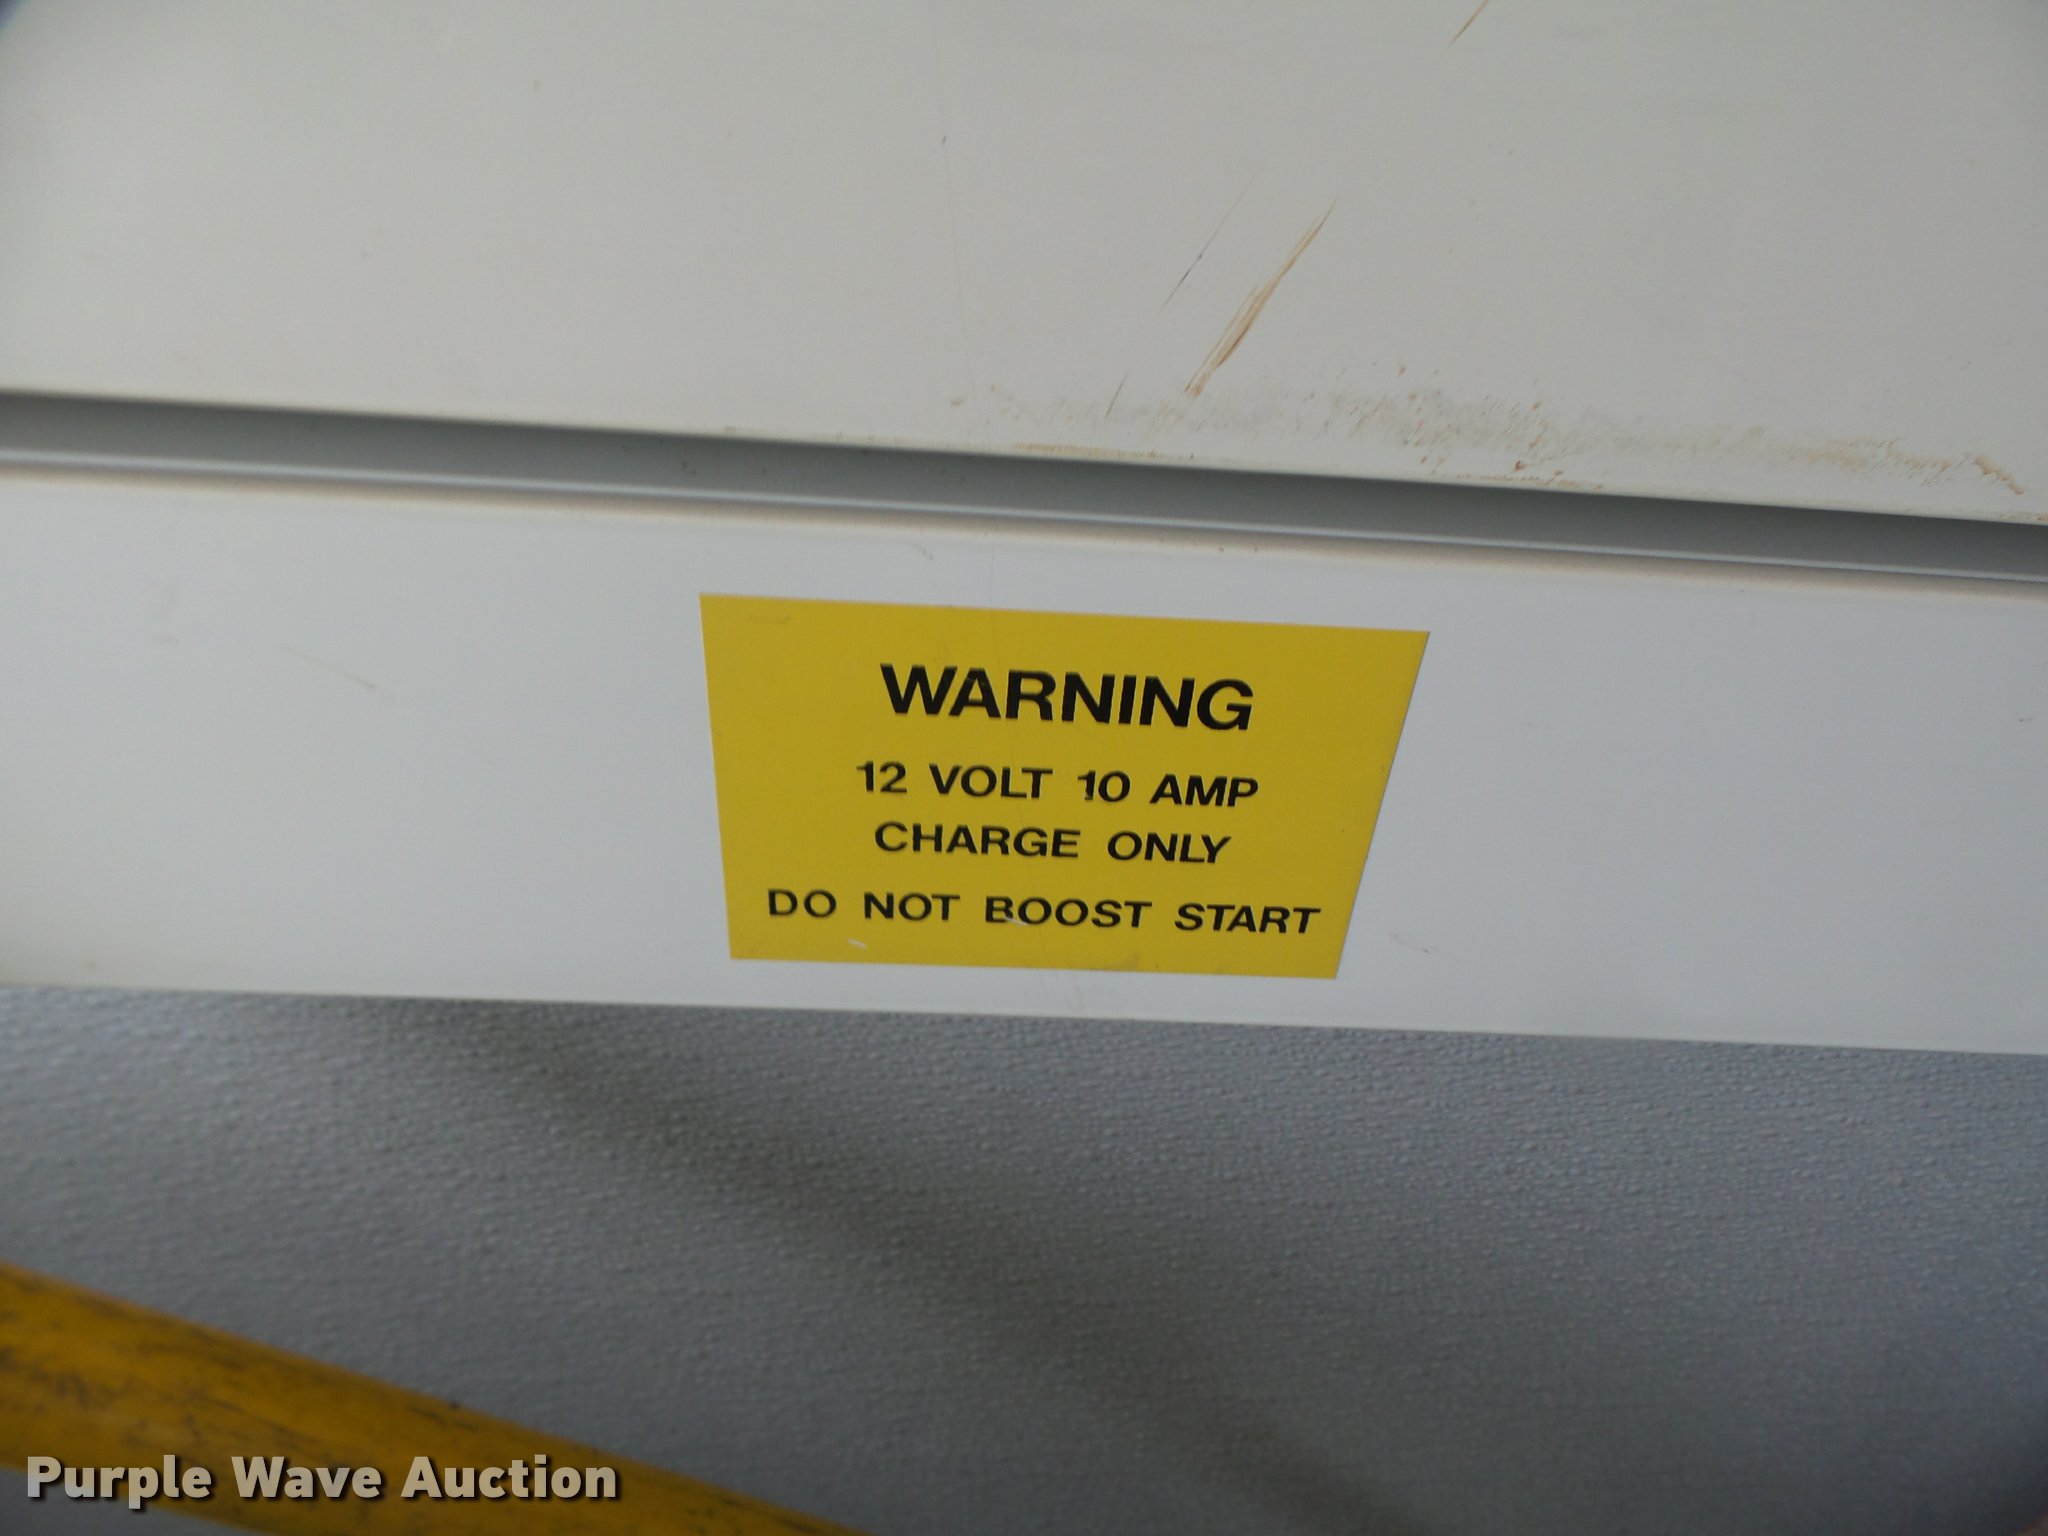 WARNING
12 VOLT 10 AMP
CHARGE ONLY
DO NOT BOOST START
Purple Wave Auction